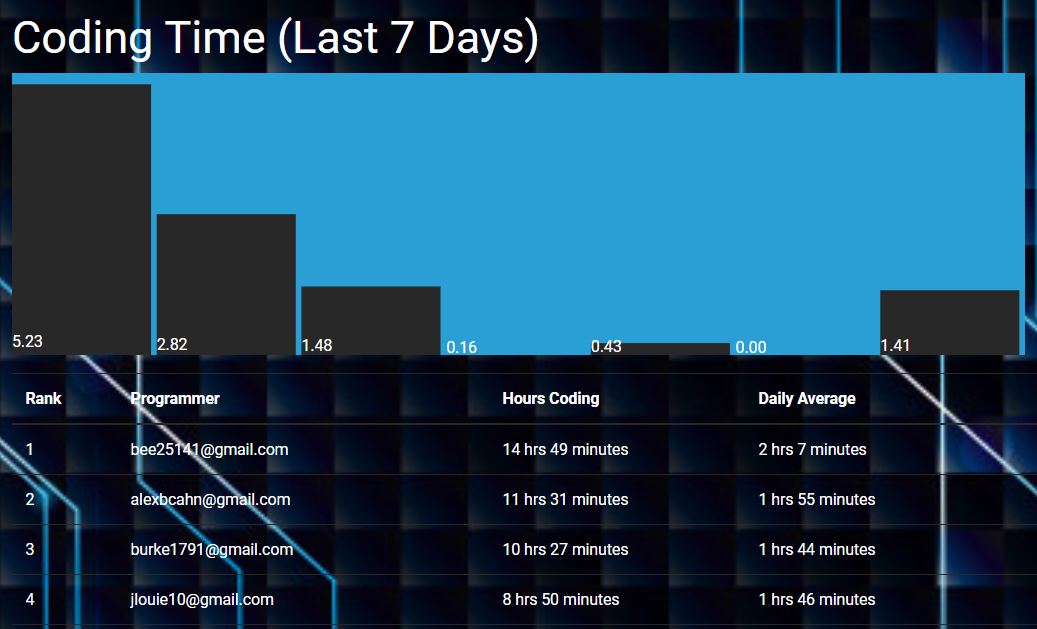 Coding Time (Last 7 Days)
5.23 2.82 1.48 0.16 0.43 0.00 1.41
Rank Programmer Hours Coding Daily Average
1 bee25141@gmail.com 14 hrs 49 minutes 2 hrs 7 minutes
2 alexbcahn@gmail.com 11 hrs 31 minutes 1 hrs 55 minutes
3 burke1791@gmail.com 10 hrs 27 minutes 1 hrs 44 minutes
4 jlouie10@gmail.com 8 hrs 50 minutes 1 hrs 46 minutes